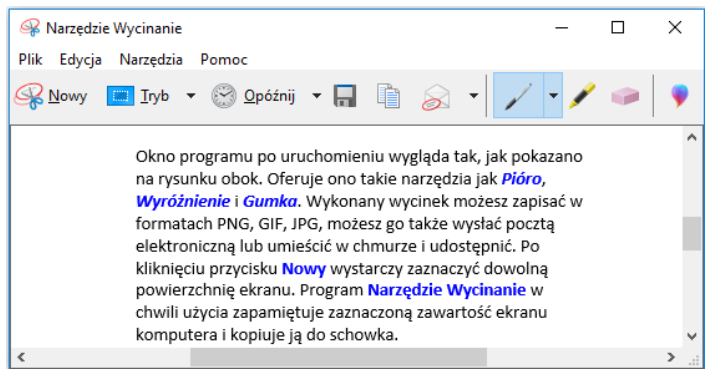 Narzędzie Wycinanie
Plik Edycja Narzędzia Pomoc
Nowy Tryb Opóźnij
Okno programu po uruchomieniu wygląda tak, jak pokazano
na rysunku obok. Oferuje ono takie narzędzia jak Pióro,
Wyróżnienie i Gumka. Wykonany wycinek możesz zapisać w
formatach PNG, GIF, JPG, możesz go także wysłać pocztą
elektroniczną lub umieścić w chmurze i udostępnić. Po
kliknięciu przycisku Nowy wystarczy zaznaczyć dowolną
powierzchnię ekranu. Program Narzędzie Wycinanie w
chwili użycia zapamiętuje zaznaczoną zawartość ekranu
komputera i kopiuje ją do schowka.